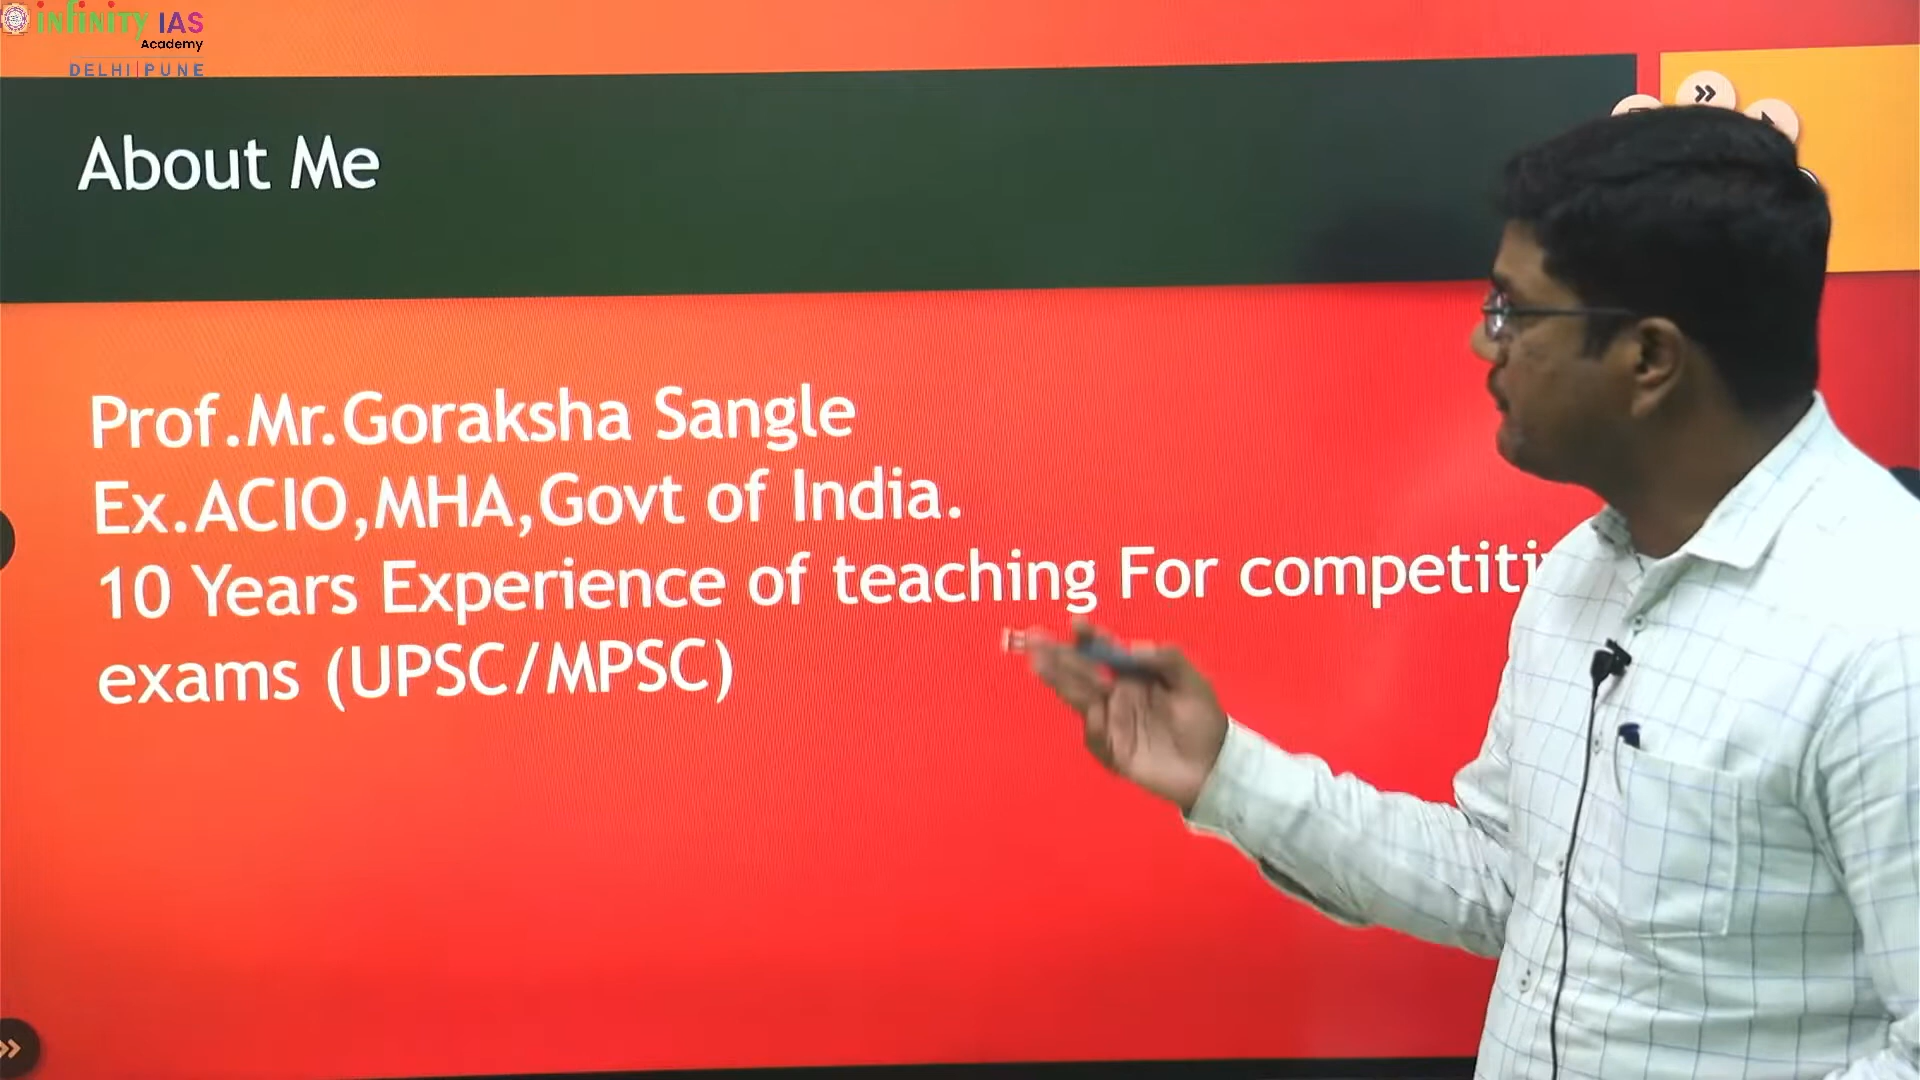 infinity IAS
Academy
DELHI|PUNE
About Me
Prof.Mr.Goraksha Sangle
Ex.ACIO,MHA,Govt of India.
10 Years Experience of teaching For
exams (UPSC/MPSC)